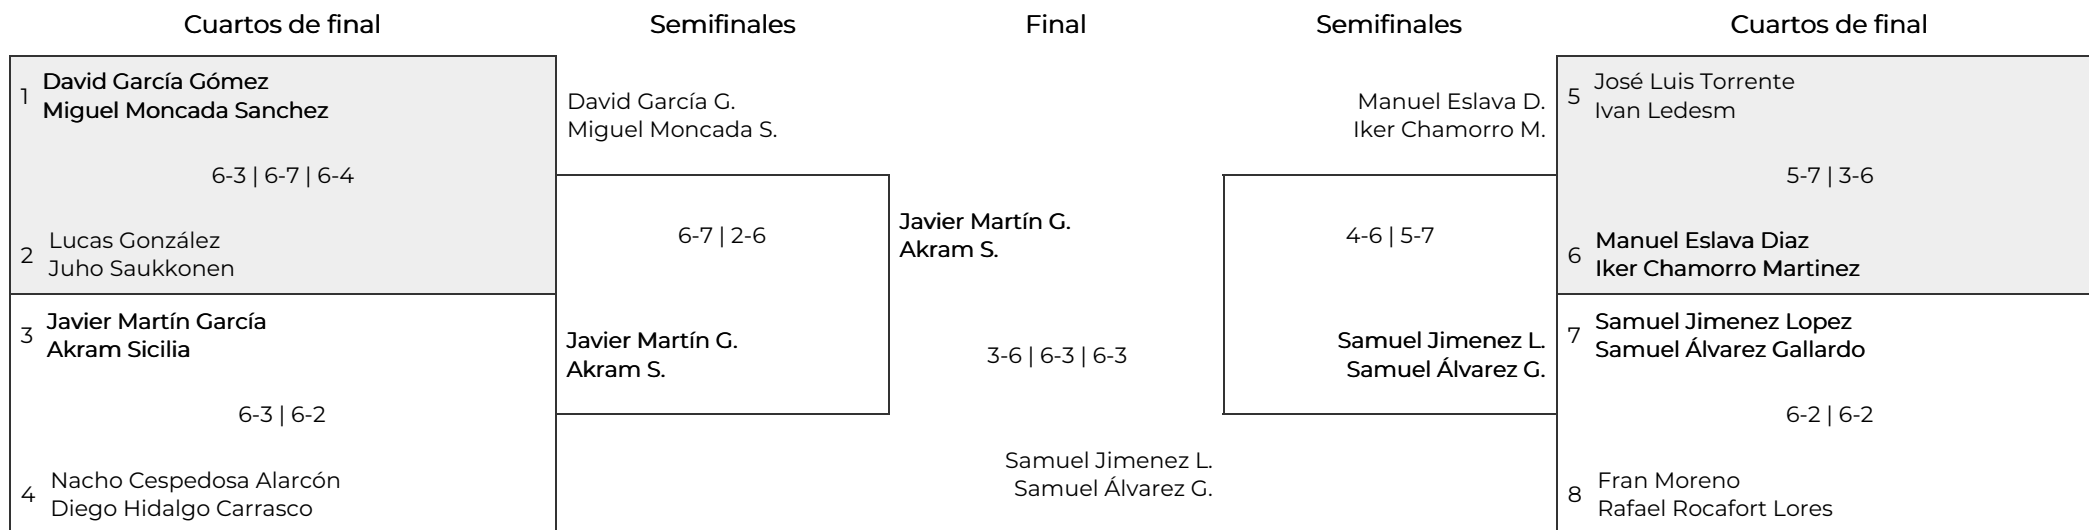 Cuartos de final
Semifinales
Final
Semifinales
Cuartos de final
1
David García Gómez
Miguel Moncada Sanchez
6-3 | 6-7 | 6-4
2
Lucas González
Juho Saukkonen
3
Javier Martín García
Akram Sicilia
6-3 | 6-2
4
Nacho Cespedosa Alarcón
Diego Hidalgo Carrasco
David García G.
Miguel Moncada S.
6-7 | 2-6
Javier Martín G.
Akram S.
Javier Martín G.
Akram S.
3-6 | 6-3 | 6-3
Samuel Jimenez L.
Samuel Álvarez G.
Manuel Eslava D.
Iker Chamorro M.
4-6 | 5-7
Samuel Jimenez L.
Samuel Álvarez G.
5
José Luis Torrente
Ivan Ledesm
5-7 | 3-6
6
Manuel Eslava Diaz
Iker Chamorro Martinez
7
Samuel Jimenez Lopez
Samuel Álvarez Gallardo
6-2 | 6-2
8
Fran Moreno
Rafael Rocafort Lores